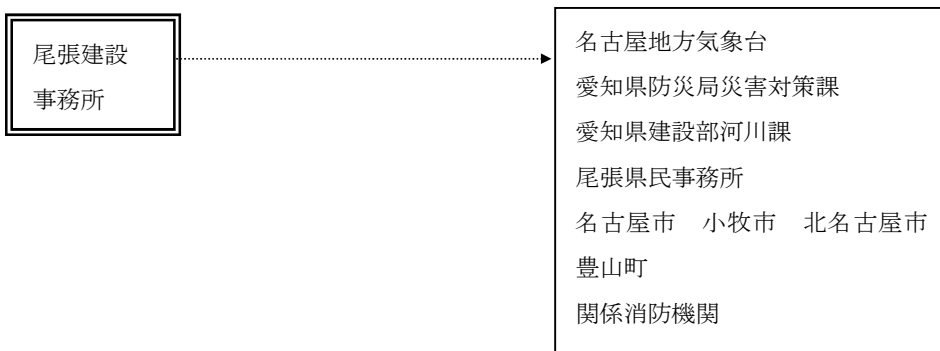 尾張建設
事務所
名古屋地方気象台
愛知県防災局災害対策課
愛知県建設部河川課
尾張県民事務所
名古屋市　小牧市　北名古屋市
豊山町
関係消防機関